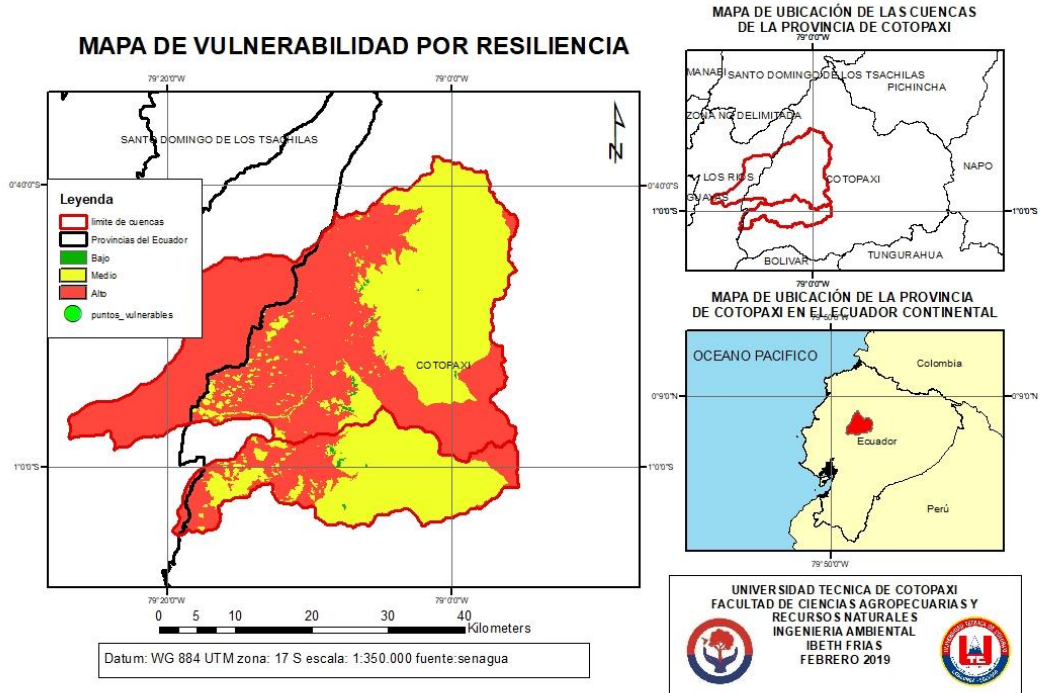 MAPA DE VULNERABILIDAD POR RESILIENCIA
79°20'0"W
79°0'0"W
SANTO DOMINGO DE LOS TSACHILAS
N
0°40'0"S
0°40'0"S
Leyenda
limite de cuencas
Provincias del Ecuador
Bajo
Medio
Alto
puntos_vulnerables
COTOPAXI
1°0'0"S
1°0'0"S
79°20'0"W
79°0'0"W
0 5 10 20 30 40
Kilometers
Datum: WG 884 UTM zona: 17 S escala: 1:350.000 fuente:senagua
MAPA DE UBICACIÓN DE LAS CUENCAS
DE LA PROVINCIA DE COTOPAXI
79°0'0"W
MANABI
SANTO DOMINGO DE LOS TSACHILAS
PICHINCHA
ZONA NO DELIMITADA
NAPO
LOS RIOS
COTOPAXI
GUAYAS
1°0'0"S
1°0'0"S
BOLIVAR
TUNGURAHUA
79°0'0"W
MAPA DE UBICACIÓN DE LA PROVINCIA
DE COTOPAXI EN EL ECUADOR CONTINENTAL
79°50'0"W
OCEANO PACIFICO
Colombia
0°9'0"N
0°9'0"N
Ecuador
Perú
79°50'0"W
UNIVERSIDAD TECNICA DE COTOPAXI
FACULTAD DE CIENCIAS AGROPECUARIAS Y
RECURSOS NATURALES
INGENIERIA AMBIENTAL
IBETH FRIAS
FEBRERO 2019
UNIVERSIDAD TECNICA DE COTOPAXI
UTC